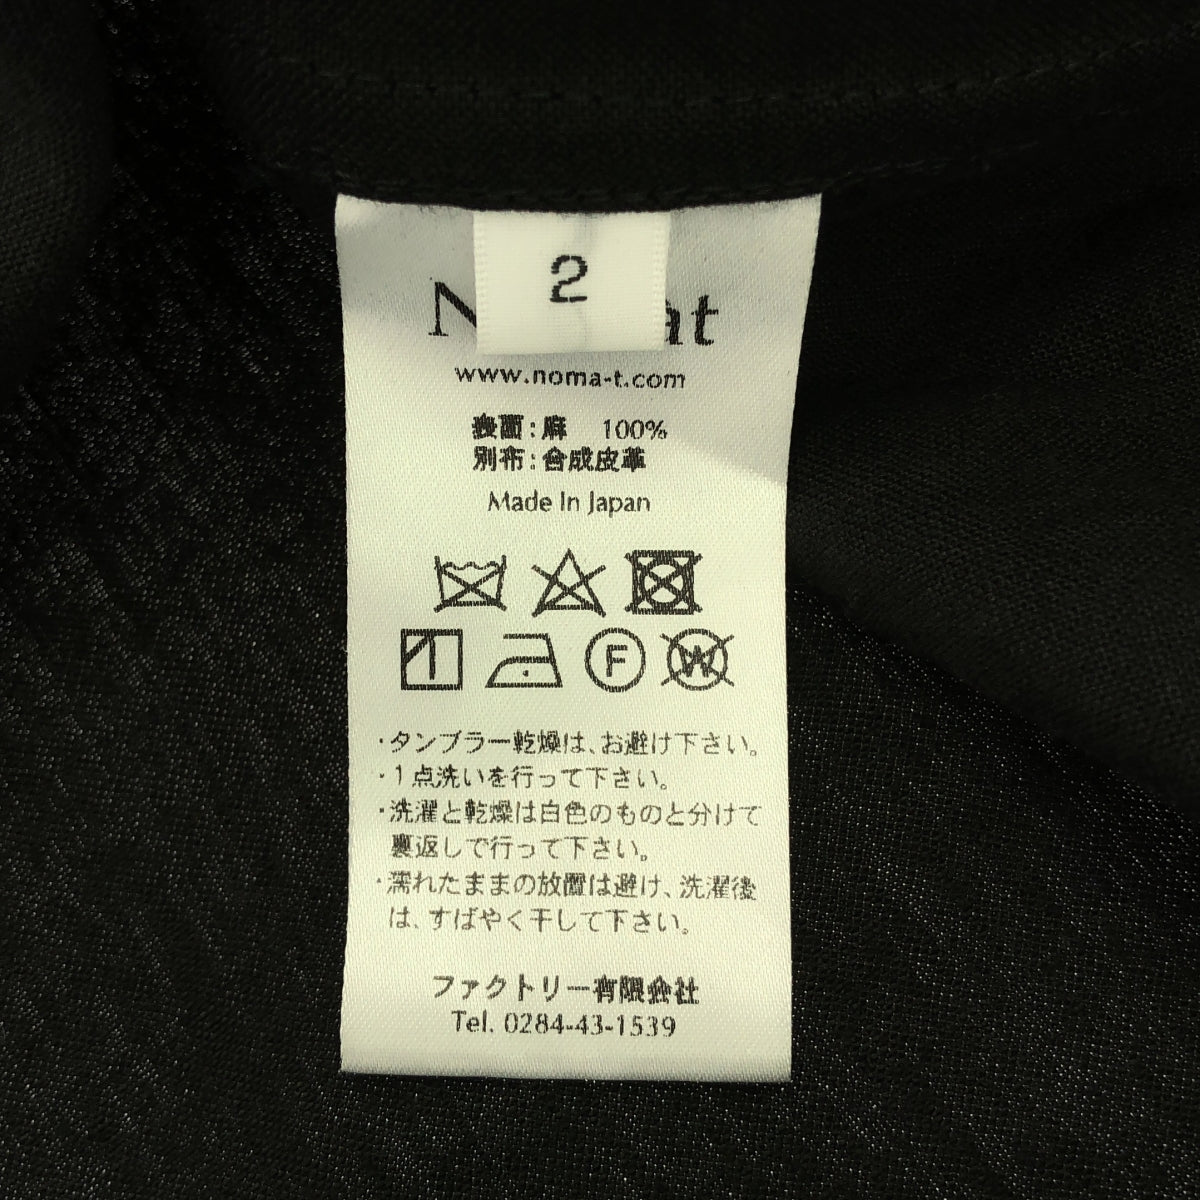 2
www.noma-t.com
表面:麻 100%
別布:合成皮革
Made In Japan
F W
・タンブラー乾燥は、お避け下さい。
・1点洗いを行って下さい。
・洗濯と乾燥は白色のものと分けて
裏返しで行って下さい。
・濡れたままの放置は避け、洗濯後
は、すばやく干して下さい。
ファクトリー有限会社
Tel. 0284-43-1539